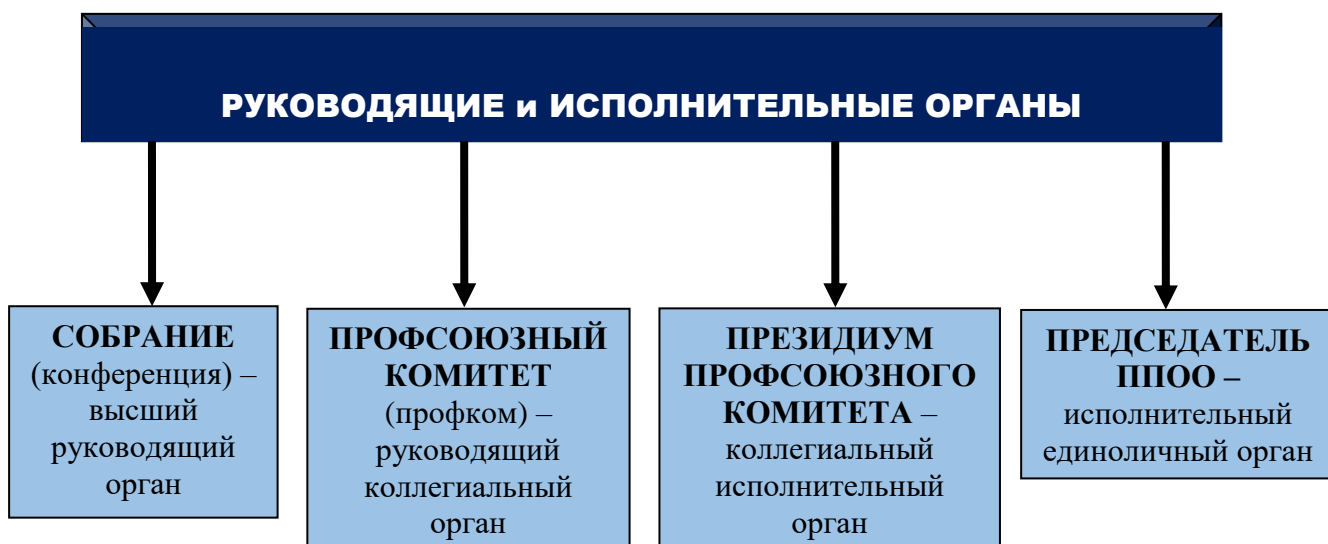 РУКОВОДЯЩИЕ и ИСПОЛНИТЕЛЬНЫЕ ОРГАНЫ
СОБРАНИЕ
(конференция) –
высший
руководящий
орган
ПРОФСОЮЗНЫЙ
КОМИТЕТ
(профком) –
руководящий
коллегиальный
орган
ПРЕЗИДИУМ
ПРОФСОЮЗНОГО
КОМИТЕТА –
коллегиальный
исполнительный
орган
ПРЕДСЕДАТЕЛЬ
ППОО –
исполнительный
единоличный орган